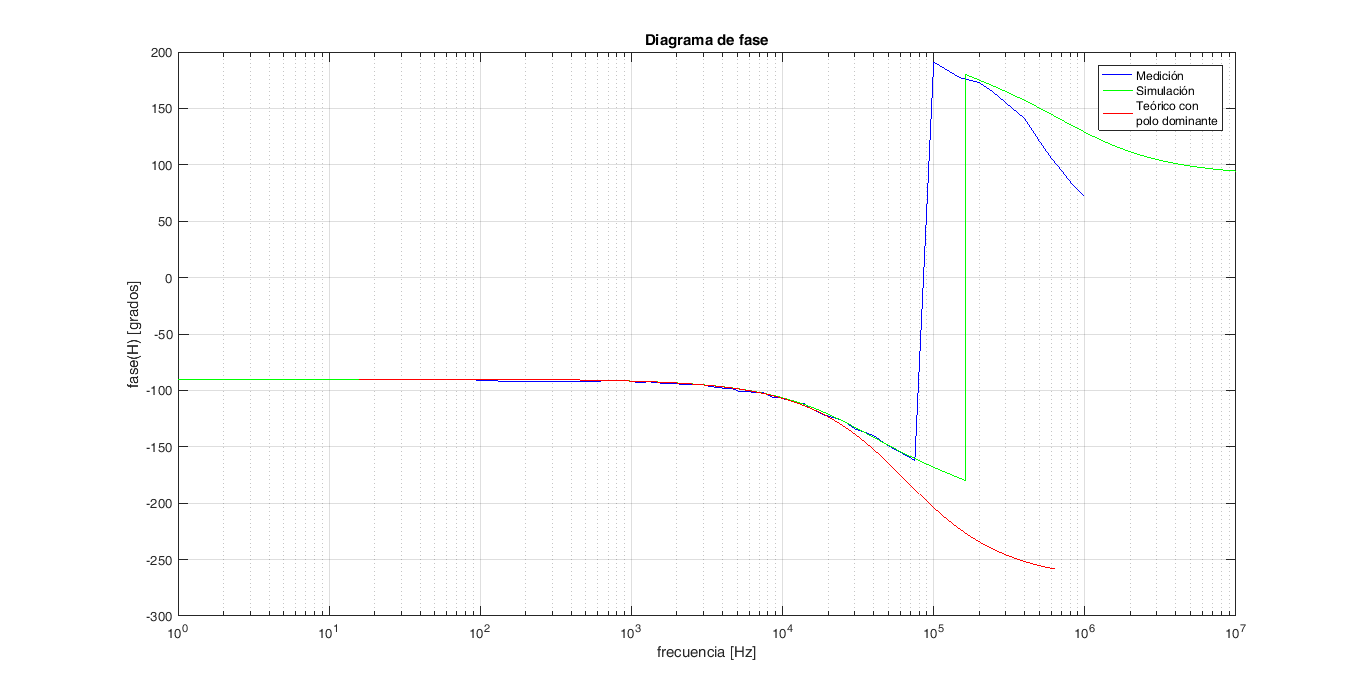 Diagrama de fase
Medición
Simulación
Teórico con
polo dominante
200
150
100
50
0
-50
-100
-150
-200
-250
-300
fase(H) [grados]
10^0 10^1 10^2 10^3 10^4 10^5 10^6 10^7
frecuencia [Hz]